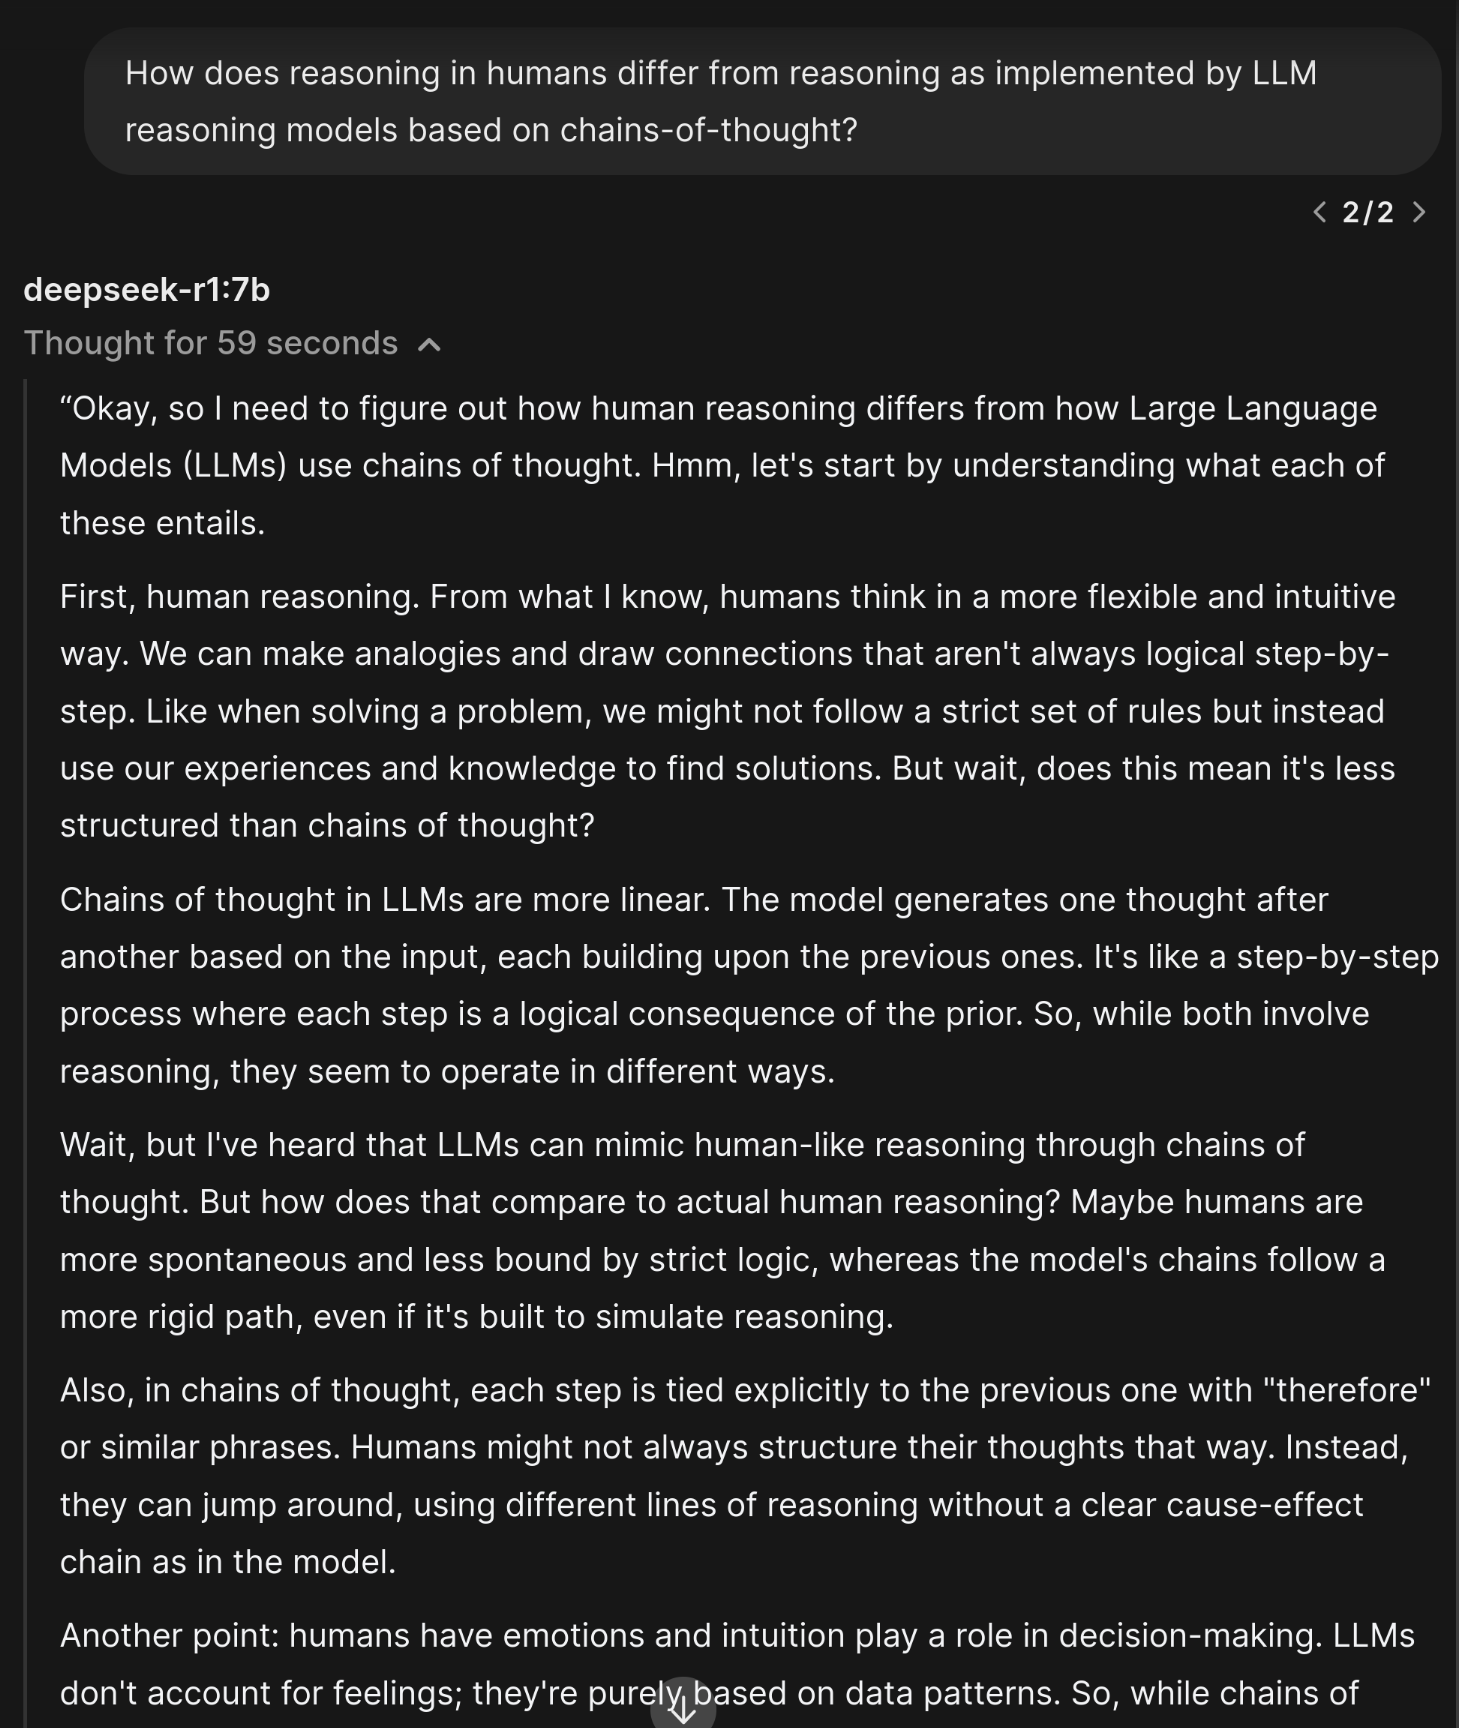 How does reasoning in humans differ from reasoning as implemented by LLM
reasoning models based on chains-of-thought?
2/2
deepseek-r1:7b
Thought for 59 seconds
“Okay, so I need to figure out how human reasoning differs from how Large Language
Models (LLMs) use chains of thought. Hmm, let's start by understanding what each of
these entails.
First, human reasoning. From what I know, humans think in a more flexible and intuitive
way. We can make analogies and draw connections that aren't always logical step-by-
step. Like when solving a problem, we might not follow a strict set of rules but instead
use our experiences and knowledge to find solutions. But wait, does this mean it's less
structured than chains of thought?
Chains of thought in LLMs are more linear. The model generates one thought after
another based on the input, each building upon the previous ones. It's like a step-by-step
process where each step is a logical consequence of the prior. So, while both involve
reasoning, they seem to operate in different ways.
Wait, but I've heard that LLMs can mimic human-like reasoning through chains of
thought. But how does that compare to actual human reasoning? Maybe humans are
more spontaneous and less bound by strict logic, whereas the model's chains follow a
more rigid path, even if it's built to simulate reasoning.
Also, in chains of thought, each step is tied explicitly to the previous one with "therefore"
or similar phrases. Humans might not always structure their thoughts that way. Instead,
they can jump around, using different lines of reasoning without a clear cause-effect
chain as in the model.
Another point: humans have emotions and intuition play a role in decision-making. LLMs
don't account for feelings; they're purely based on data patterns. So, while chains of